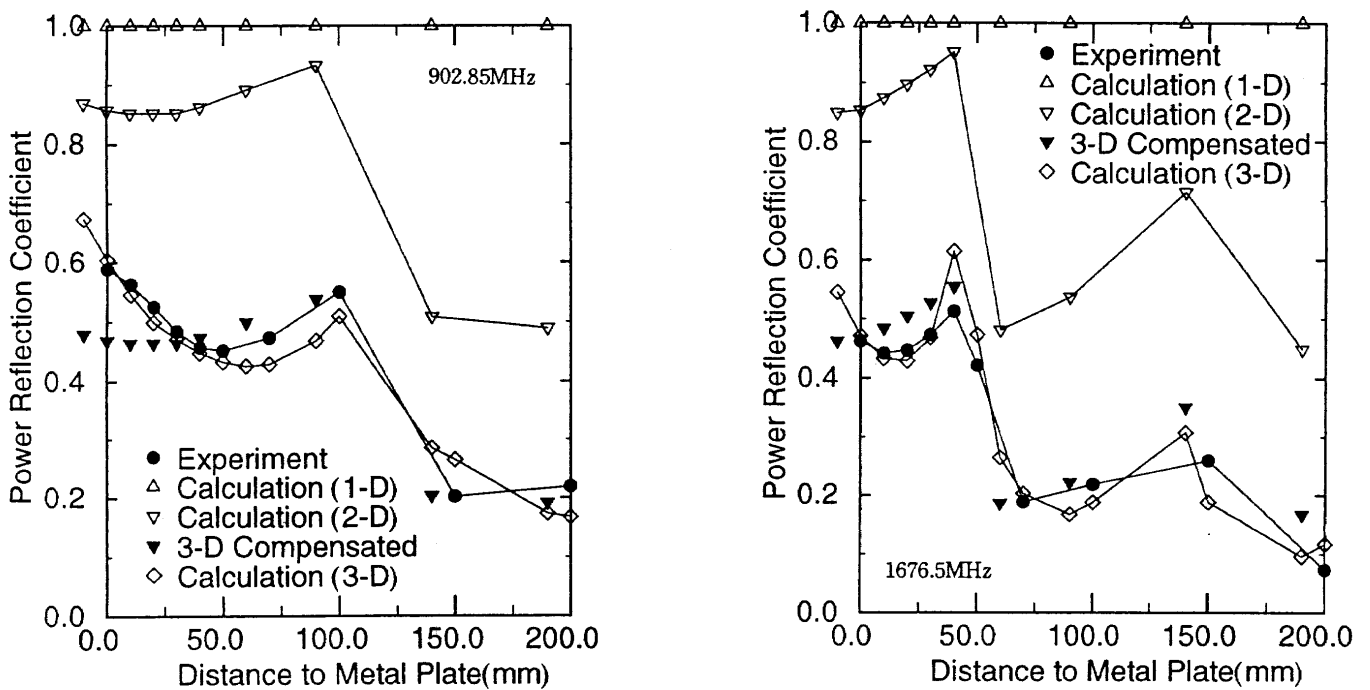 1.0
0.8
0.6
0.4
0.2
0.0
Power Reflection Coefficient
902.85MHz
Experiment
Calculation (1-D)
Calculation (2-D)
3-D Compensated
Calculation (3-D)
0.0 50.0 100.0 150.0 200.0
Distance to Metal Plate(mm)
1.0
0.8
0.6
0.4
0.2
0.0
Power Reflection Coefficient
Experiment
Calculation (1-D)
Calculation (2-D)
3-D Compensated
Calculation (3-D)
1676.5MHz
0.0 50.0 100.0 150.0 200.0
Distance to Metal Plate(mm)